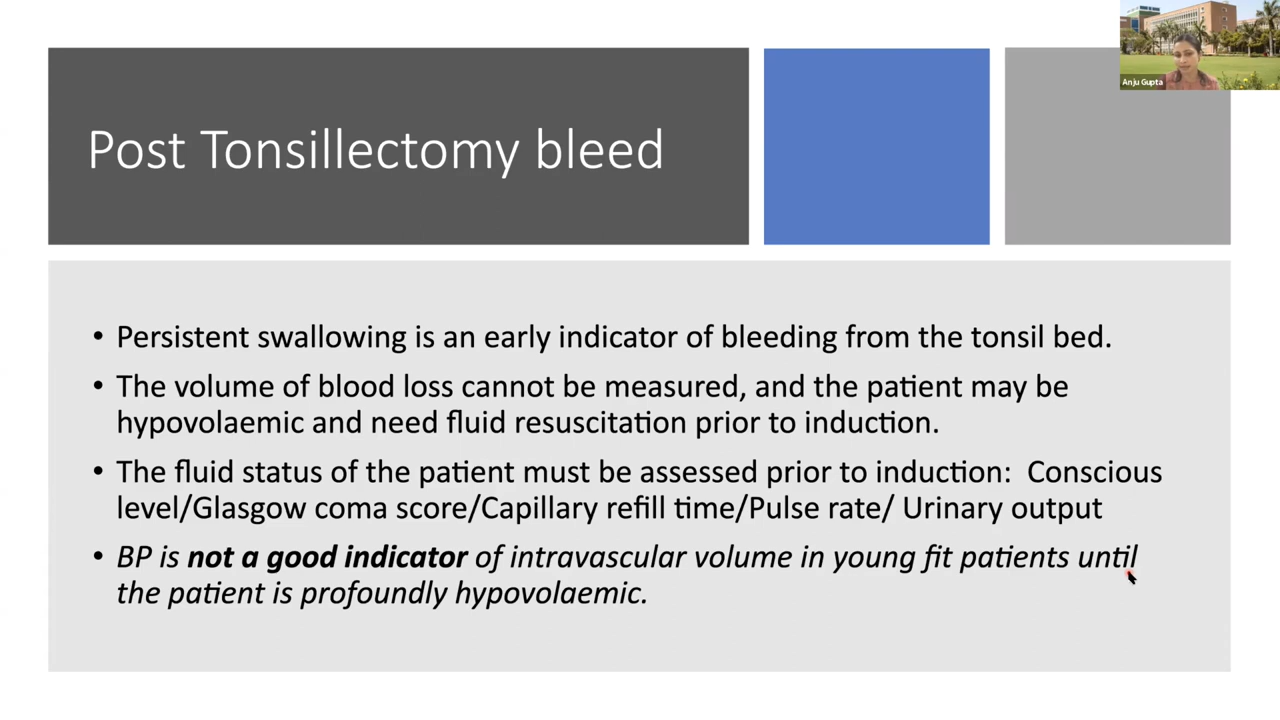 Anju Gupta
Post Tonsillectomy bleed
• Persistent swallowing is an early indicator of bleeding from the tonsil bed.
• The volume of blood loss cannot be measured, and the patient may be
hypovolaemic and need fluid resuscitation prior to induction.
• The fluid status of the patient must be assessed prior to induction:  Conscious
level/Glasgow coma score/Capillary refill time/Pulse rate/ Urinary output
• BP is not a good indicator of intravascular volume in young fit patients until
the patient is profoundly hypovolaemic.